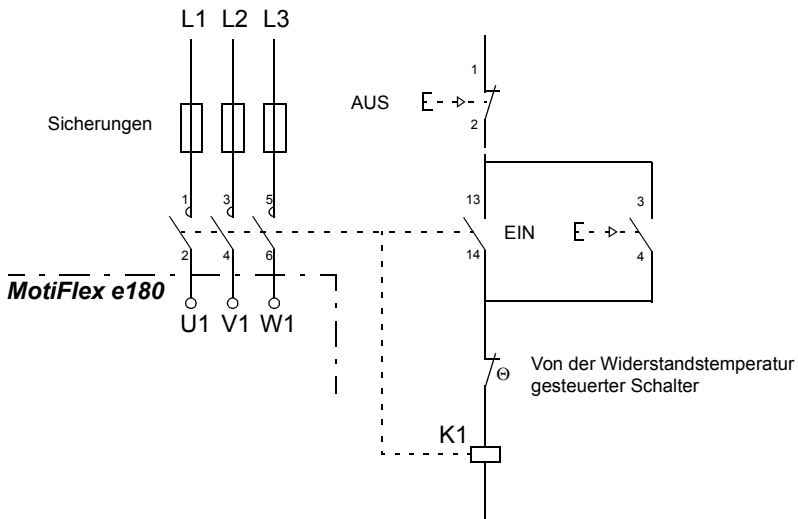 L1 L2 L3
1
AUS
2
Sicherungen
1 3 5
13
3
EIN
2 4 6
14
4
MotiFlex e180
U1 V1 W1
Von der Widerstandstemperatur
gesteuerter Schalter
Θ
K1